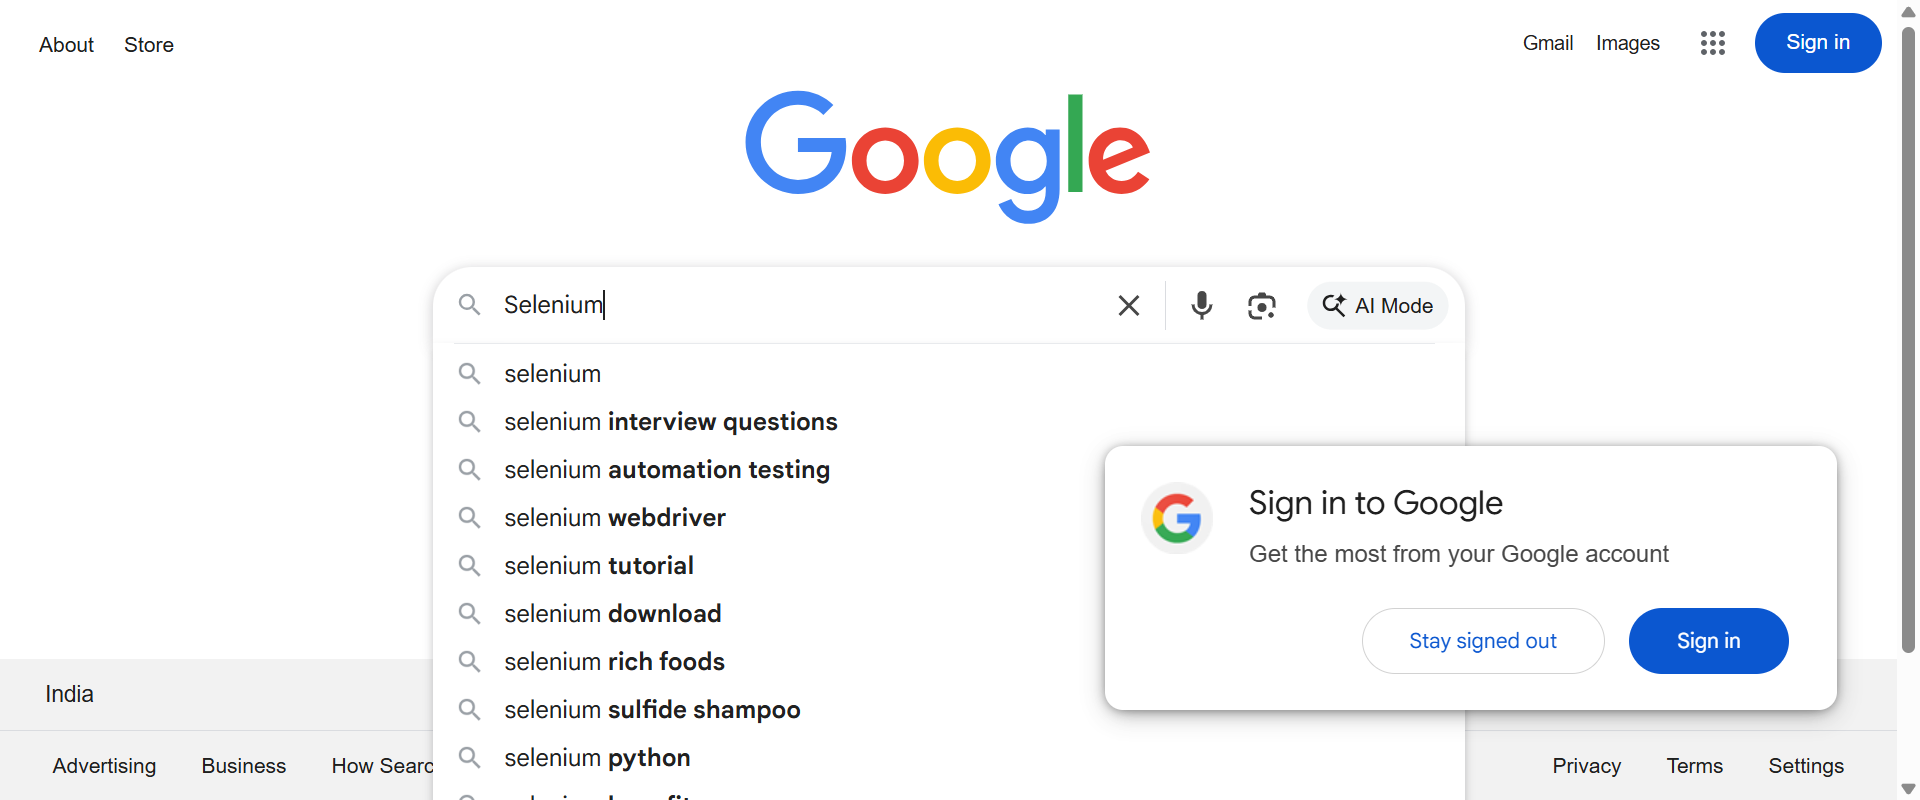 About Store
Gmail Images Sign in
Google
Selenium
AI Mode
selenium
selenium interview questions
selenium automation testing
selenium webdriver
selenium tutorial
selenium download
selenium rich foods
selenium sulfide shampoo
selenium python
Sign in to Google
Get the most from your Google account
Stay signed out
Sign in
India
Advertising Business How Searc
Privacy Terms Settings